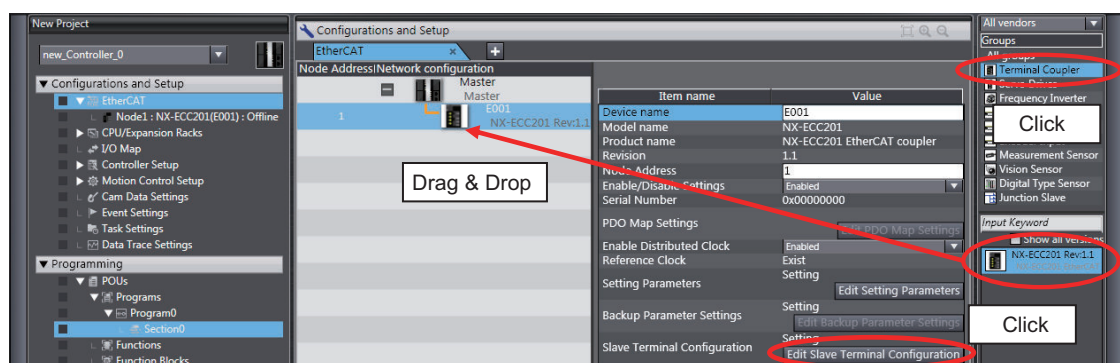 New Project
new_Controller_0
Configurations and Setup
EtherCAT
Node1 : NX-ECC201(E001) : Offline
CPU/Expansion Racks
I/O Map
Controller Setup
Motion Control Setup
Cam Data Settings
Event Settings
Task Settings
Data Trace Settings
Programming
POUs
Programs
Program0
Section0
Functions
Function Blocks
Configurations and Setup
EtherCAT
Node Address|Network configuration
Master
Master
1
E001
NX-ECC201 Rev:1.1
Drag & Drop
Item name Value
Device name E001
Model name NX-ECC201
Product name NX-ECC201 EtherCAT coupler
Revision 1.1
Node Address 1
Enable/Disable Settings Enabled
Serial Number 0x00000000
PDO Map Settings Edit PDO Map Settings
Enable Distributed Clock Enabled
Reference Clock Exist
Setting Parameters Setting
Edit Setting Parameters
Backup Parameter Settings Setting
Edit Backup Parameter Settings
Slave Terminal Configuration Setting
Edit Slave Terminal Configuration
All vendors
Groups
All groups
Terminal Coupler
Servo Drives
Frequency Inverter
Click
Measurement Sensor
Vision Sensor
Digital Type Sensor
Junction Slave
Input Keyword
Show all versions
NX-ECC201 Rev:1.1
Click